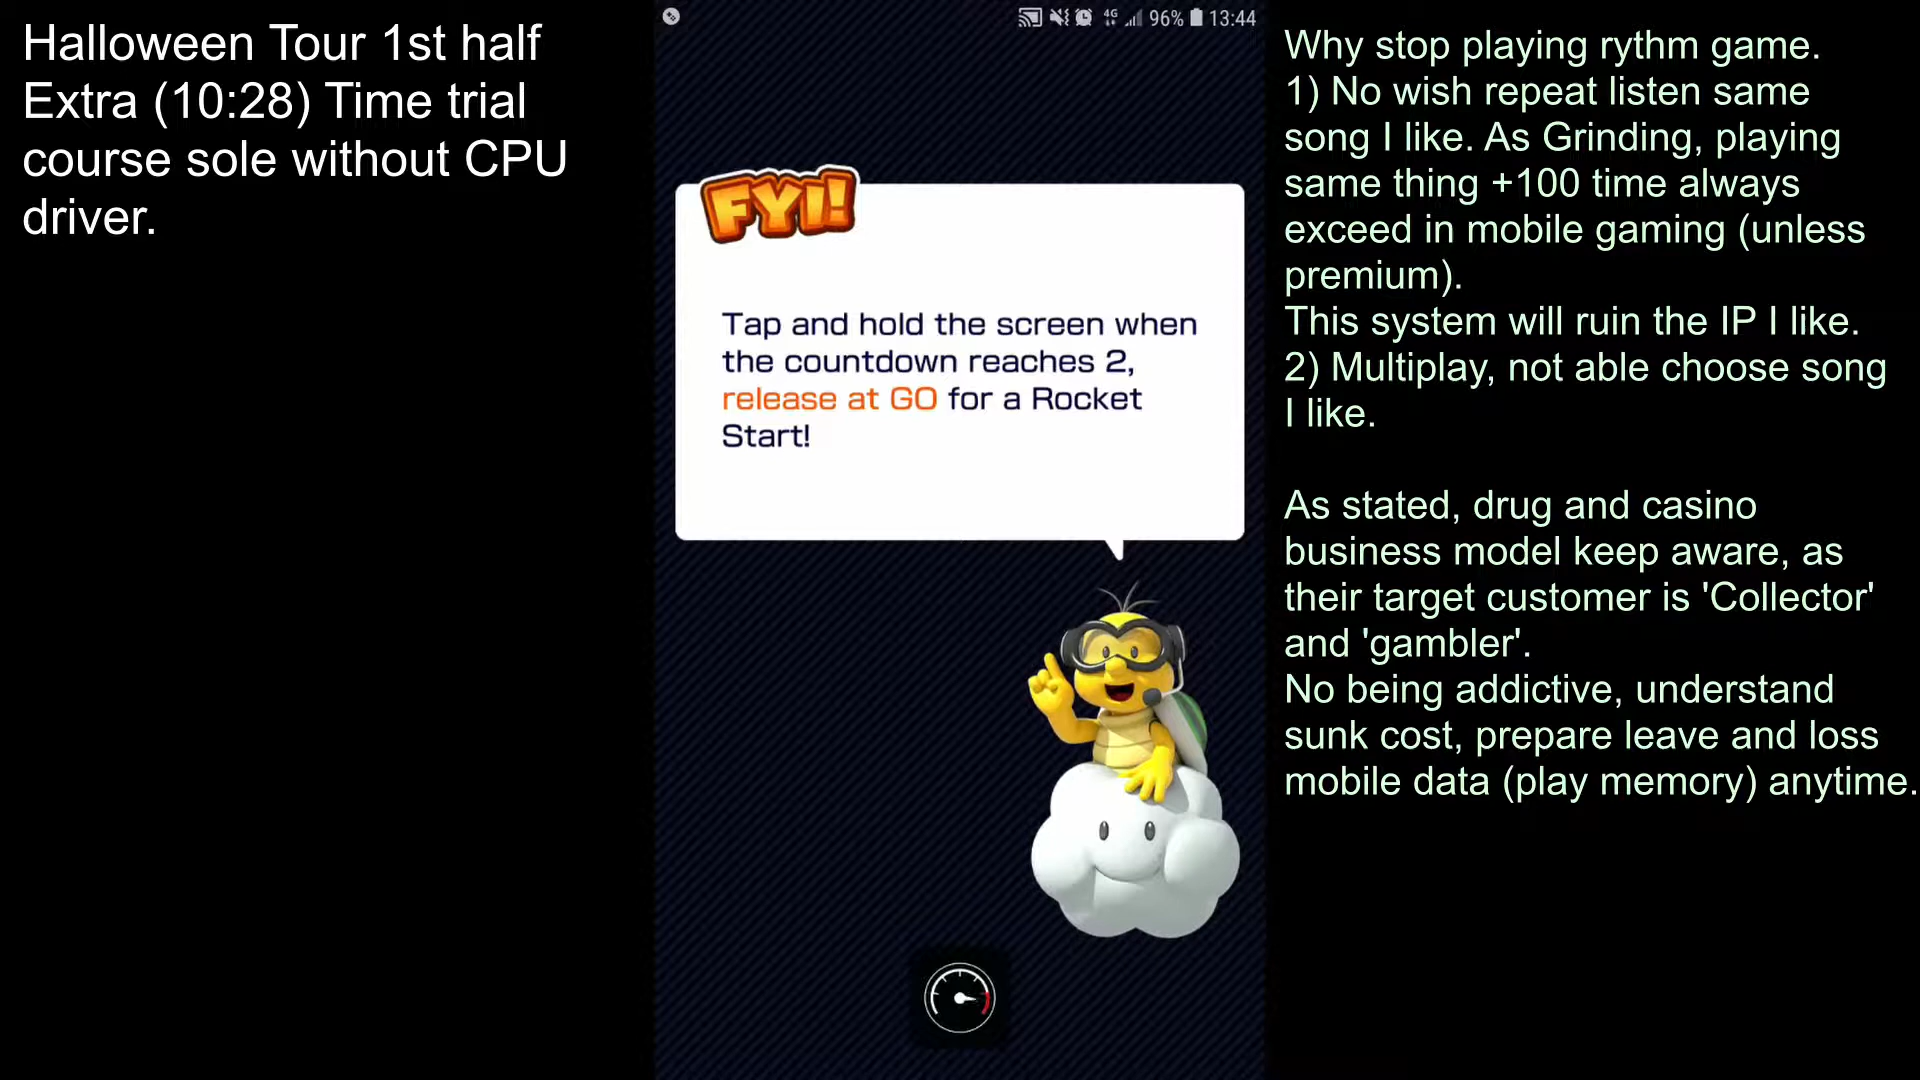 Halloween Tour 1st half
Extra (10:28) Time trial
course sole without CPU
driver.
4G 96% 13:44
FYI!
Tap and hold the screen when
the countdown reaches 2,
release at GO for a Rocket
Start!
Why stop playing rythm game.
1) No wish repeat listen same
song I like. As Grinding, playing
same thing +100 time always
exceed in mobile gaming (unless
premium).
This system will ruin the IP I like.
2) Multiplay, not able choose song
I like.
As stated, drug and casino
business model keep aware, as
their target customer is 'Collector'
and 'gambler'.
No being addictive, understand
sunk cost, prepare leave and loss
mobile data (play memory) anytime.